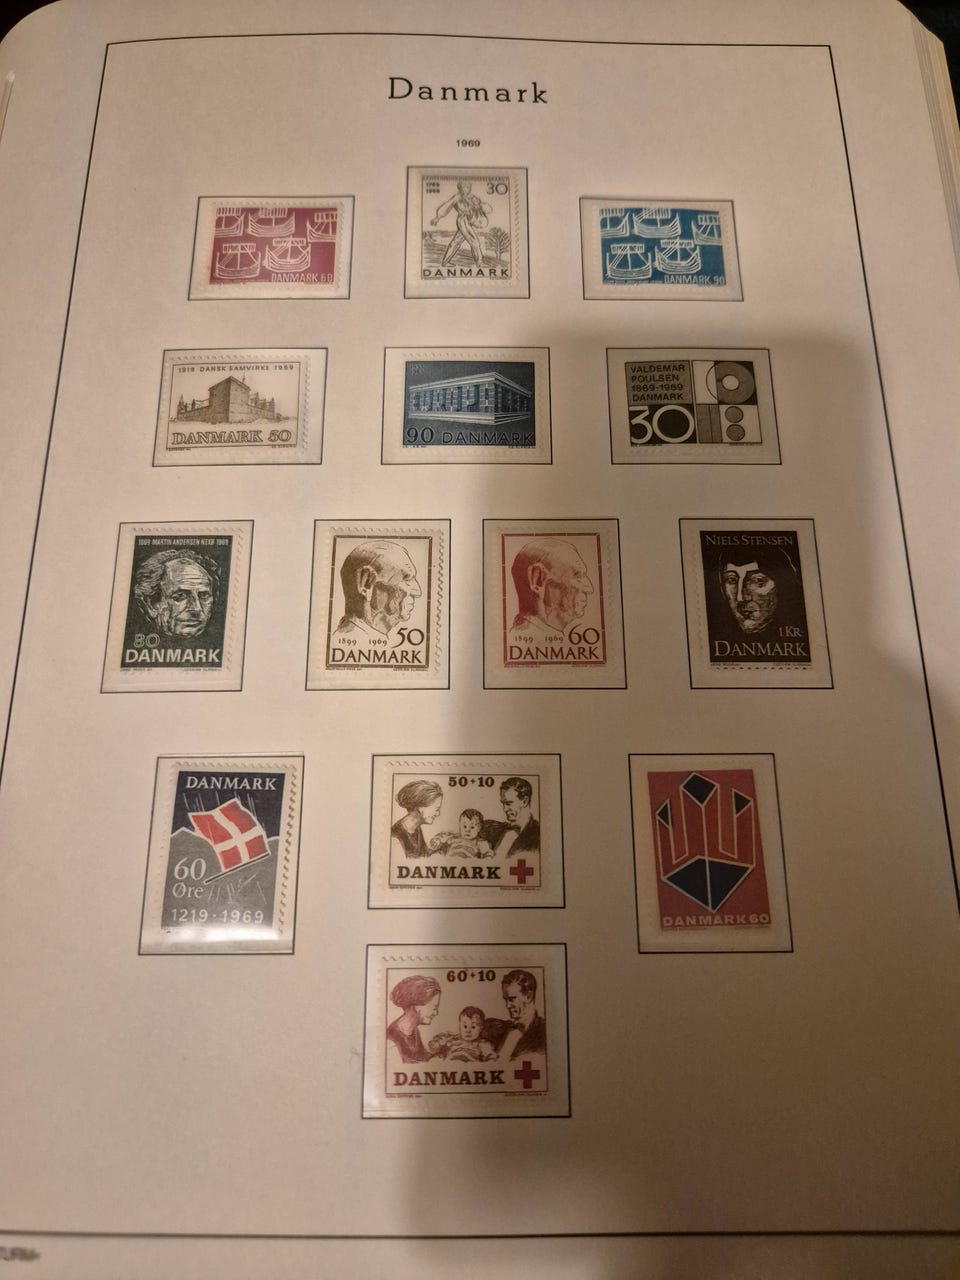 Danmark
1969
DANMARK 60
1769
1969
30
DANMARK
DANMARK 90
1919 DANSK SAMVIRKE 1969
DANMARK 50
90 DANMARK
VALDEMAR
POULSEN
1869-1969
DANMARK
30
1869 MARTIN ANDERSEN NEXØ 1969
80
DANMARK
1899 1969 50
DANMARK
1899 1969 60
DANMARK
NIELS STENSEN
1 KR
DANMARK
DANMARK
60
Øre
1219-1969
50+10
DANMARK
DANMARK 60
60+10
DANMARK